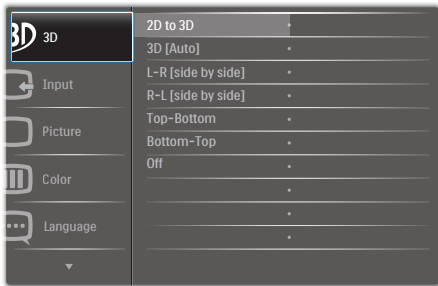 3D 3D
Input
Picture
Color
Language
2D to 3D
3D [Auto]
L-R [side by side]
R-L [side by side]
Top-Bottom
Bottom-Top
Off